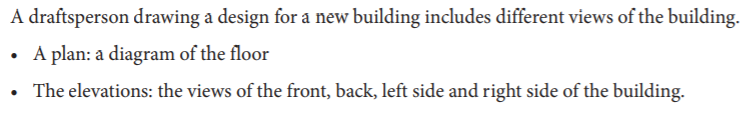 A draftsperson drawing a design for a new building includes different views of the building.
• A plan: a diagram of the floor
• The elevations: the views of the front, back, left side and right side of the building.